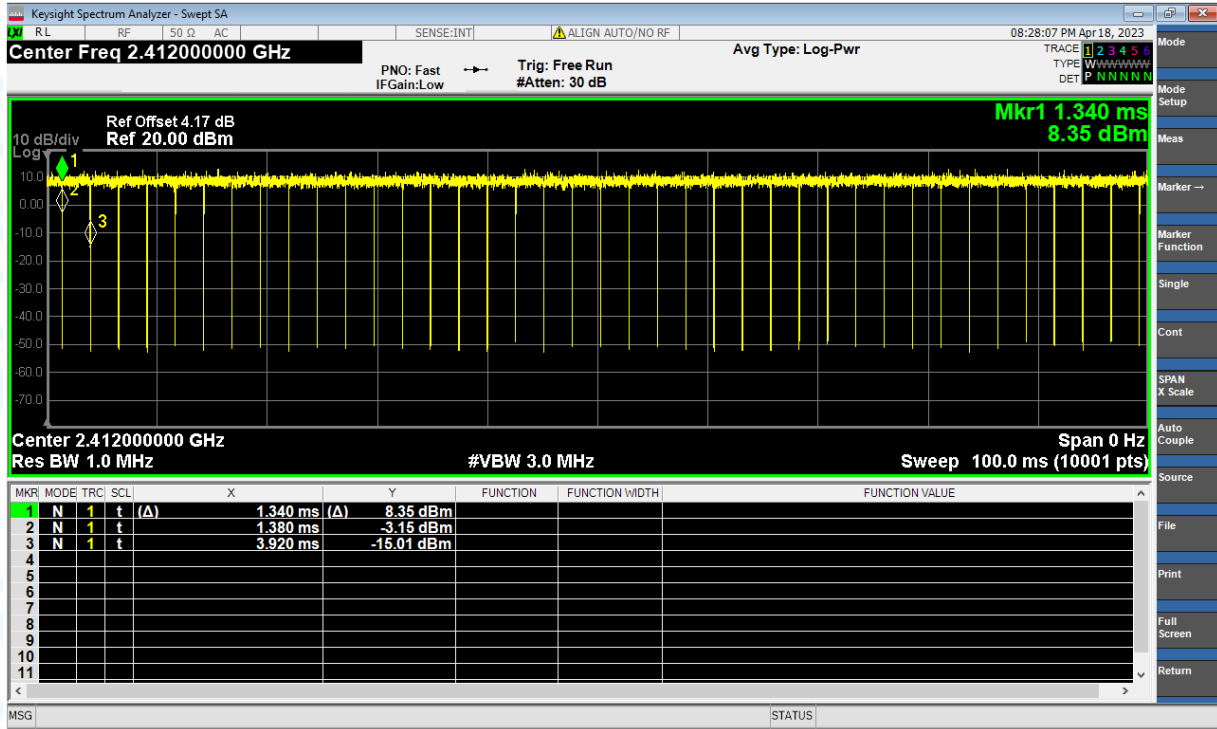 Keysight Spectrum Analyzer - Swept SA
LXI RL RF 50 Ω AC SENSE:INT ALIGN AUTO/NO RF 08:28:07 PM Apr 18, 2023
Center Freq 2.412000000 GHz
Avg Type: Log-Pwr
TRACE 1 2 3 4 5 6
TYPE WWWWWW
DET P N N N N N
PNO: Fast
IFGain:Low
Trig: Free Run
#Atten: 30 dB
Mkr1 1.340 ms
8.35 dBm
Ref Offset 4.17 dB
10 dB/div Ref 20.00 dBm
Log
1
2
3
10.0
0.00
-10.0
-20.0
-30.0
-40.0
-50.0
-60.0
-70.0
Center 2.412000000 GHz Span 0 Hz
Res BW 1.0 MHz #VBW 3.0 MHz Sweep 100.0 ms (10001 pts)
MKR MODE TRC SCL X Y FUNCTION FUNCTION WIDTH FUNCTION VALUE
1 N 1 t (Δ) 1.340 ms (Δ) 8.35 dBm
2 N 1 t 1.380 ms -3.15 dBm
3 N 1 t 3.920 ms -15.01 dBm
4
5
6
7
8
9
10
11
MSG STATUS
Mode
Mode
Setup
Meas
Marker→
Marker
Function
Single
Cont
SPAN
X Scale
Auto
Couple
Source
File
Print
Full
Screen
Return